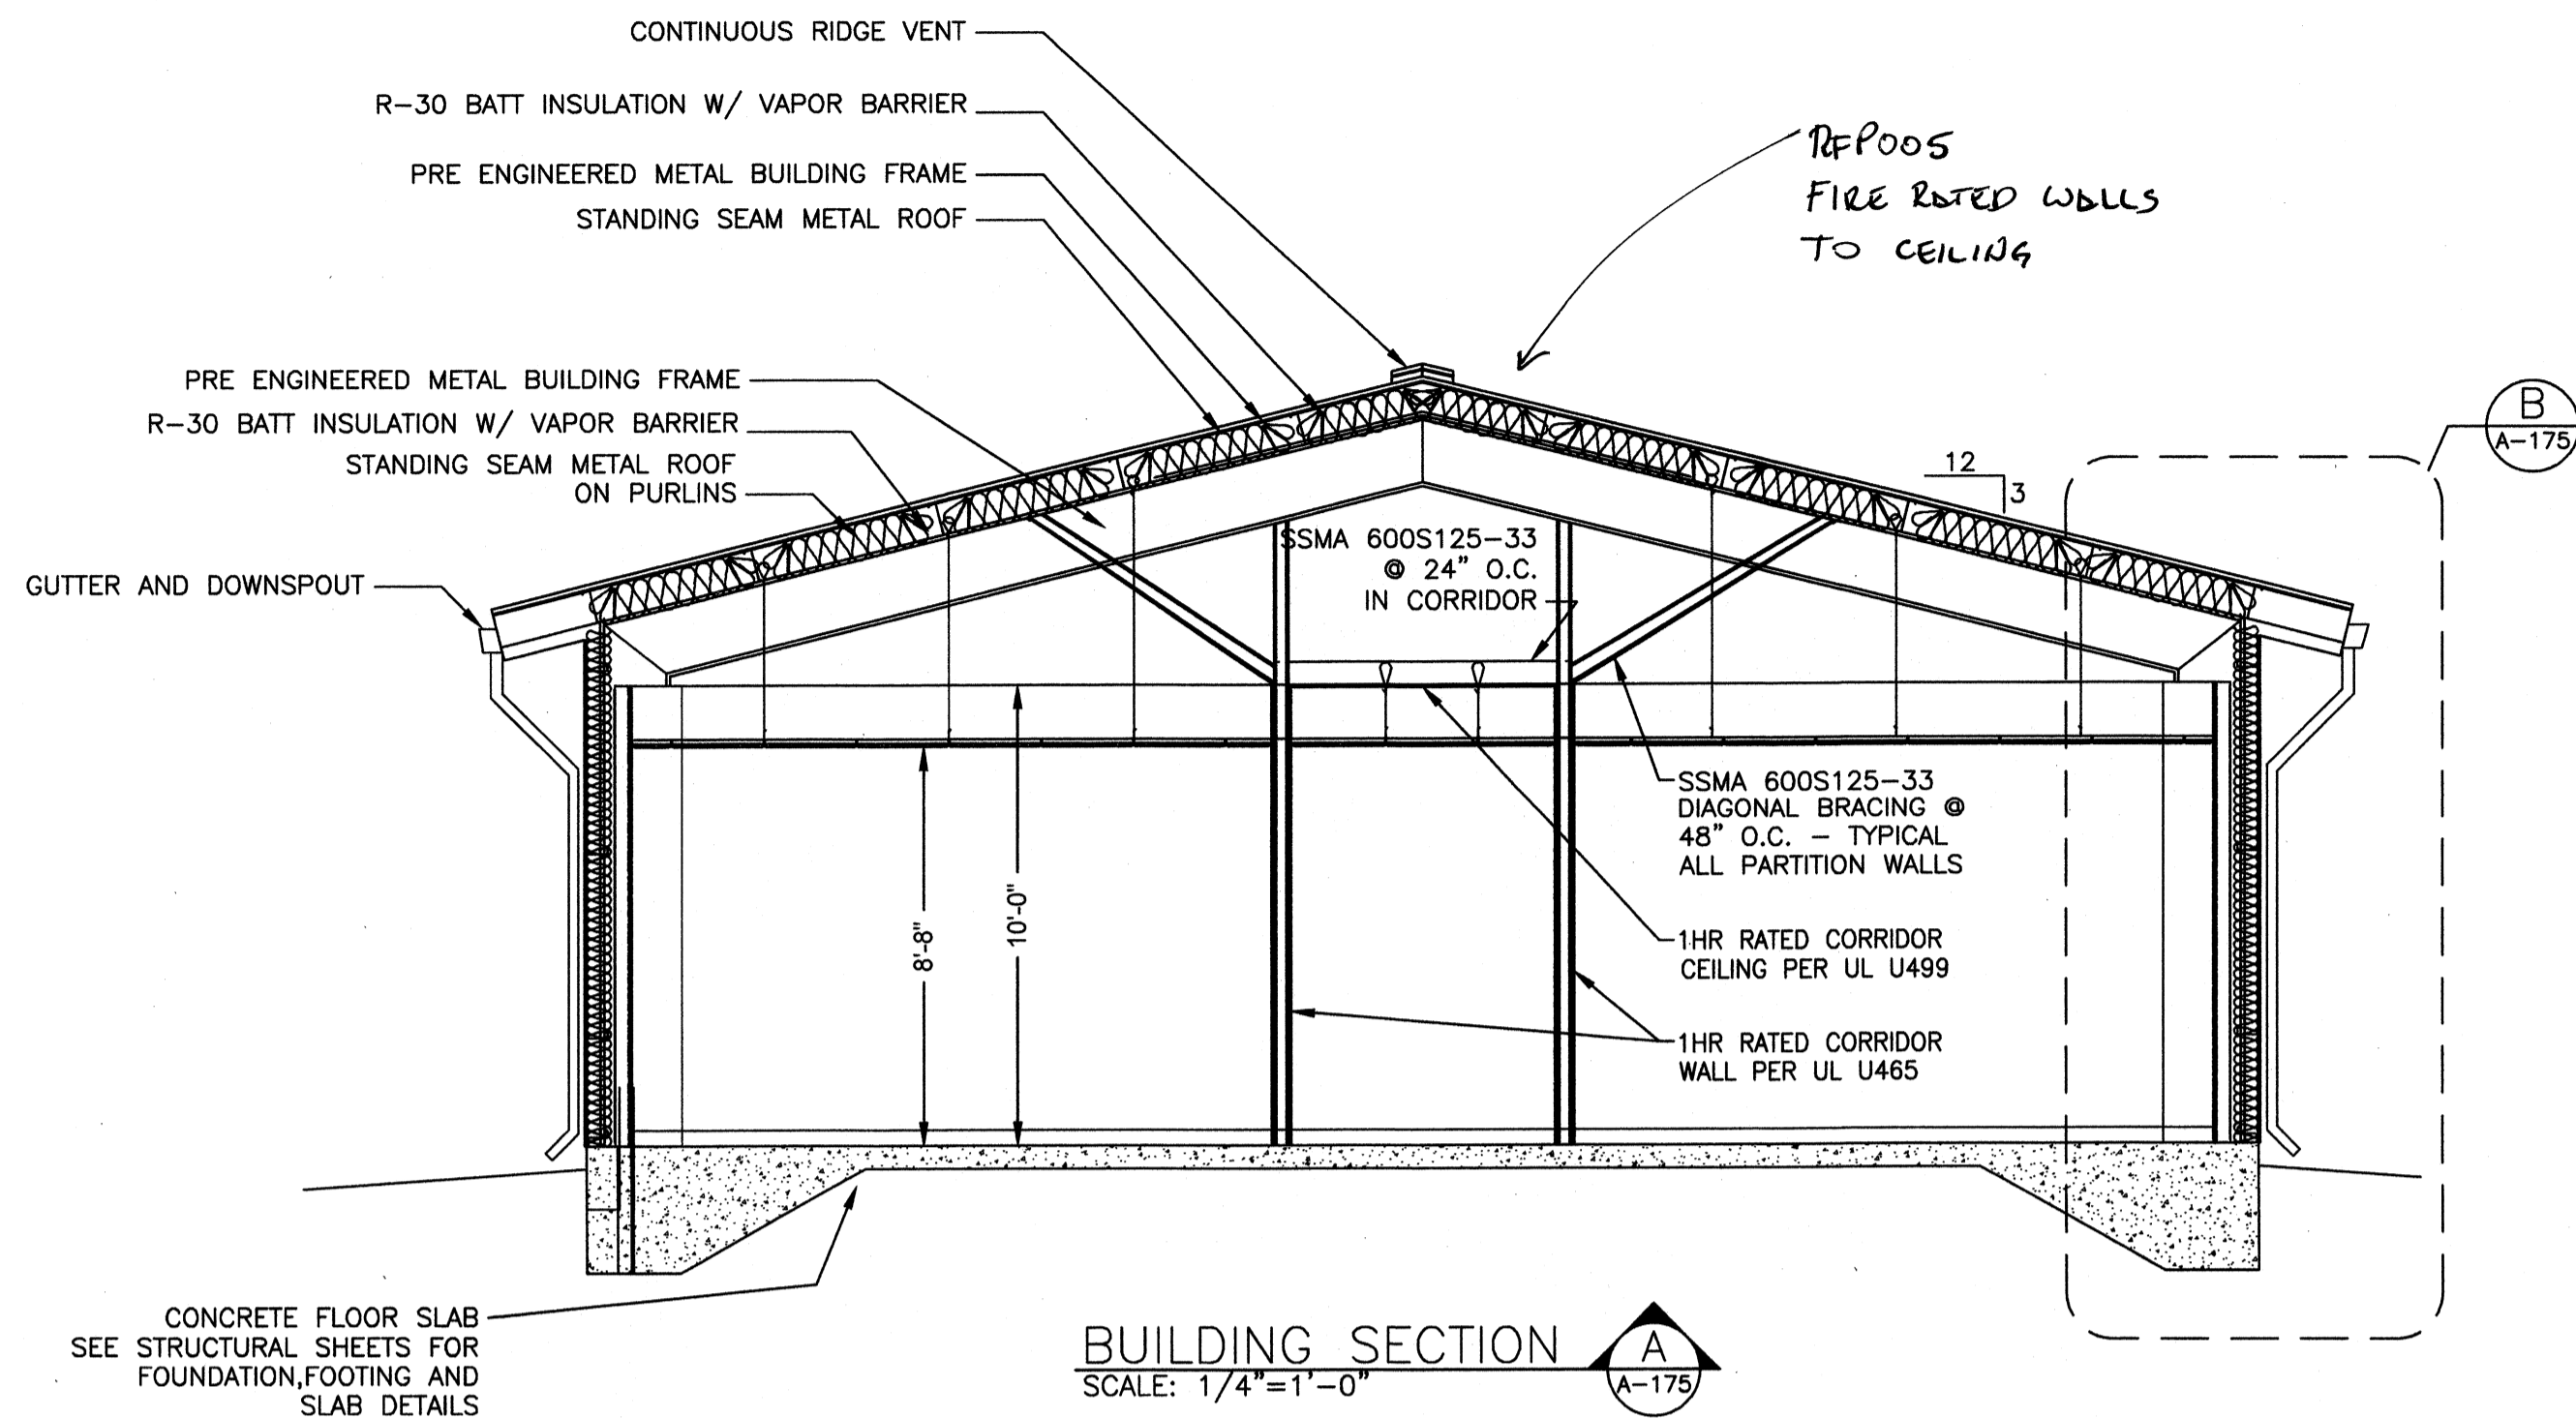 CONTINUOUS RIDGE VENT
R-30 BATT INSULATION W/ VAPOR BARRIER
PRE ENGINEERED METAL BUILDING FRAME
STANDING SEAM METAL ROOF
RFP005
FIRE RATED WALLS
TO CEILING
PRE ENGINEERED METAL BUILDING FRAME
R-30 BATT INSULATION W/ VAPOR BARRIER
STANDING SEAM METAL ROOF
ON PURLINS
GUTTER AND DOWNSPOUT
B
A-175
12
3
SSMA 600S125-33
@ 24" O.C.
IN CORRIDOR
8'-8"
10'-0"
SSMA 600S125-33
DIAGONAL BRACING @
48" O.C. - TYPICAL
ALL PARTITION WALLS
1HR RATED CORRIDOR
CEILING PER UL U499
1HR RATED CORRIDOR
WALL PER UL U465
CONCRETE FLOOR SLAB
SEE STRUCTURAL SHEETS FOR
FOUNDATION,FOOTING AND
SLAB DETAILS
BUILDING SECTION
SCALE: 1/4"=1'-0"
A
A-175